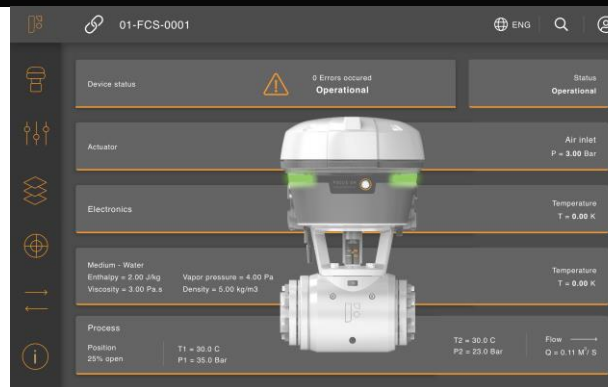 01-FCS-0001
ENG
Device status
0 Errors occured
Operational
Status
Operational
Actuator
Air inlet
P = 3.00 Bar
Electronics
Temperature
T = 0.00 K
Medium - Water
Enthalpy = 2.00 J/kg
Vapor pressure = 4.00 Pa
Viscosity = 3.00 Pa.s
Density = 5.00 kg/m3
Temperature
T = 0.00 K
Process
Position
25% open
T1 = 30.0 C
P1 = 35.0 Bar
T2 = 30.0 C
P2 = 23.0 Bar
Flow
Q = 0.11 M³/ S